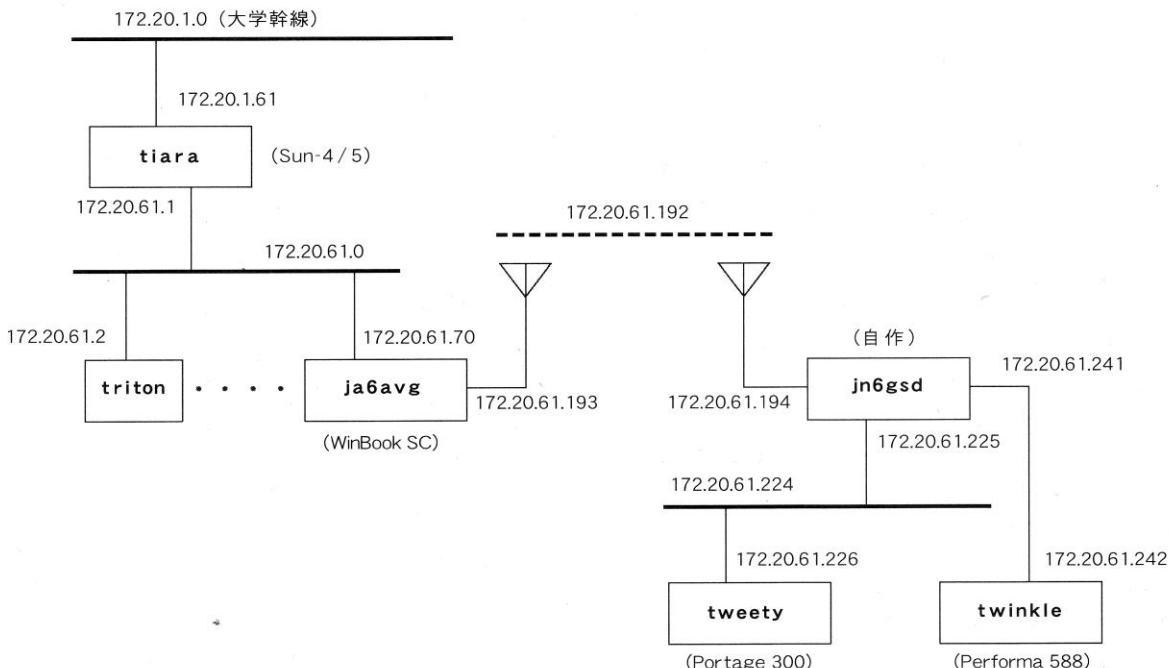 172.20.1.0（大学幹線）
172.20.1.61
tiara
（Sun-4 / 5）
172.20.61.1
172.20.61.192
172.20.61.0
172.20.61.2
172.20.61.70
（自作）
172.20.61.241
triton
・・・・
ja6avg
jn6gsd
172.20.61.193
172.20.61.194
（WinBook SC）
172.20.61.225
172.20.61.224
172.20.61.226
172.20.61.242
tweety
twinkle
（Portage 300）
（Performa 588）